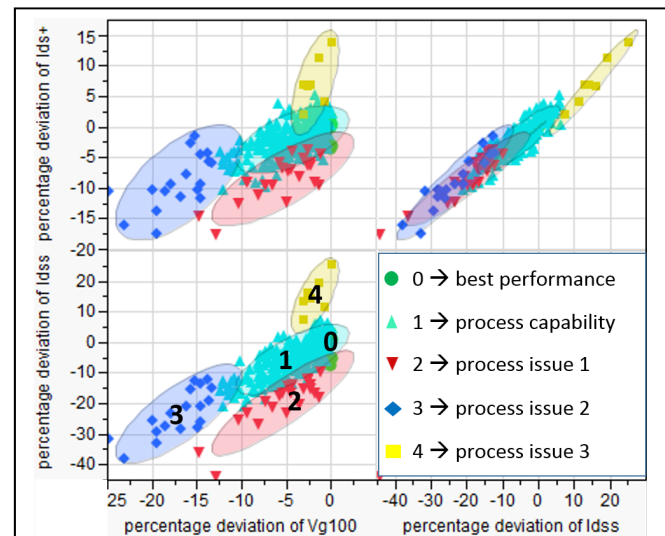 percentage deviation of Ids+
15
10
5
0
-5
-10
-15
-20
percentage deviation of Idss
20
10
0
-10
-20
-30
-40
4
0
1
2
3
0 → best performance
1 → process capability
2 → process issue 1
3 → process issue 2
4 → process issue 3
25 -20 -15 -10 -5 0
-40 -30 -20 -10 0 10 20
percentage deviation of Vg100
percentage deviation of Idss